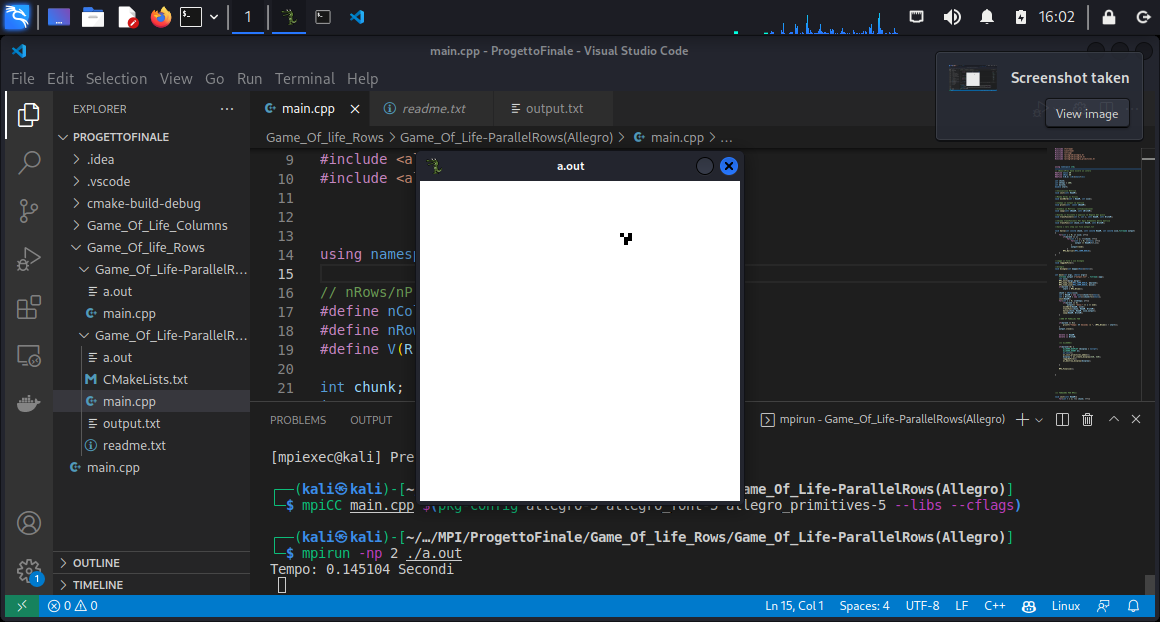 1
16:02
main.cpp - ProgettoFinale - Visual Studio Code
File Edit Selection View Go Run Terminal Help
Screenshot taken
View image
EXPLORER
main.cpp
readme.txt
output.txt
PROGETTOFINALE
Game_Of_life_Rows > Game_Of_Life-ParallelRows(Allegro) > main.cpp > ...
.idea
.vscode
cmake-build-debug
Game_Of_Life_Columns
Game_Of_life_Rows
Game_Of_Life-ParallelR...
a.out
main.cpp
Game_Of_Life-ParallelR...
a.out
CMakeLists.txt
main.cpp
output.txt
readme.txt
main.cpp
OUTLINE
TIMELINE
1
9 #include <a
10 #include <a
11
12
13
14 using namesp
15
16 // nRows/nP
17 #define nCo
18 #define nRow
19 #define V(R
20
21 int chunk;
a.out
PROBLEMS OUTPUT
mpirun - Game_Of_Life-ParallelRows(Allegro)
[mpiexec@kali] Pre
(kali㉿kali)-[~ ame_Of_Life-ParallelRows(Allegro)]
$ mpiCC main.cpp $(pkg-config allegro-5 allegro_font-5 allegro_primitives-5 --libs --cflags)
(kali㉿kali)-[~/…/MPI/ProgettoFinale/Game_Of_life_Rows/Game_Of_Life-ParallelRows(Allegro)]
$ mpirun -np 2 ./a.out
Tempo: 0.145104 Secondi
0 0 Ln 15, Col 1 Spaces: 4 UTF-8 LF C++ Linux